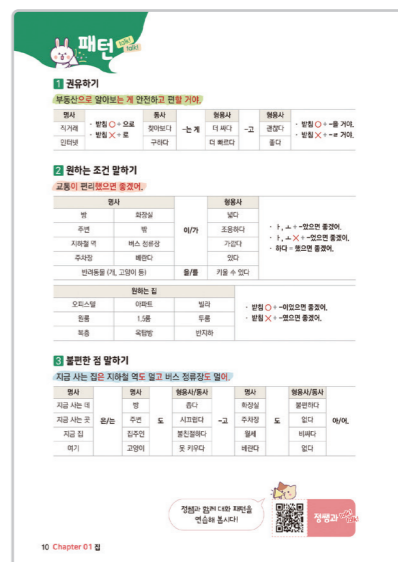 패턴 talk! talk!
1 권유하기
부동산으로 알아보는 게 안전하고 편할 거야.
명사 동사 형용사 형용사
직거래 · 받침 O + 으로 찾아보다 -는 게 더 싸다 -고 괜찮다 · 받침 O + -을 거야.
인터넷 · 받침 X + 로 구하다 더 빠르다 좋다 · 받침 X + -ㄹ 거야.
2 원하는 조건 말하기
교통이 편리했으면 좋겠어.
명사 형용사
방 화장실 이/가 넓다
주변 방 조용하다
지하철 역 버스 정류장 가깝다
주차장 베란다 있다
반려동물 (개, 고양이 등) 을/를 키울 수 있다
· ㅏ, ㅗ + -았으면 좋겠어.
· ㅏ, ㅗ X + -었으면 좋겠어.
· 하다 = 했으면 좋겠어.
원하는 집
오피스텔 아파트 빌라
원룸 1.5룸 투룸
복층 옥탑방 반지하
· 받침 O + -이었으면 좋겠어.
· 받침 X + -였으면 좋겠어.
3 불편한 점 말하기
지금 사는 집은 지하철 역도 멀고 버스 정류장도 멀어.
명사 명사 형용사/동사 명사 형용사/동사
지금 사는 데 방 좁다 화장실 불편하다
지금 사는 곳 은/는 주변 도 시끄럽다 -고 주차장 도 없다 아/어.
지금 집 집주인 불친절하다 월세 비싸다
여기 고양이 못 키우다 베란다 없다
정쌤과 함께 대화 패턴을
연습해 봅시다!
정쌤과 talk! talk!
10 Chapter 01 집